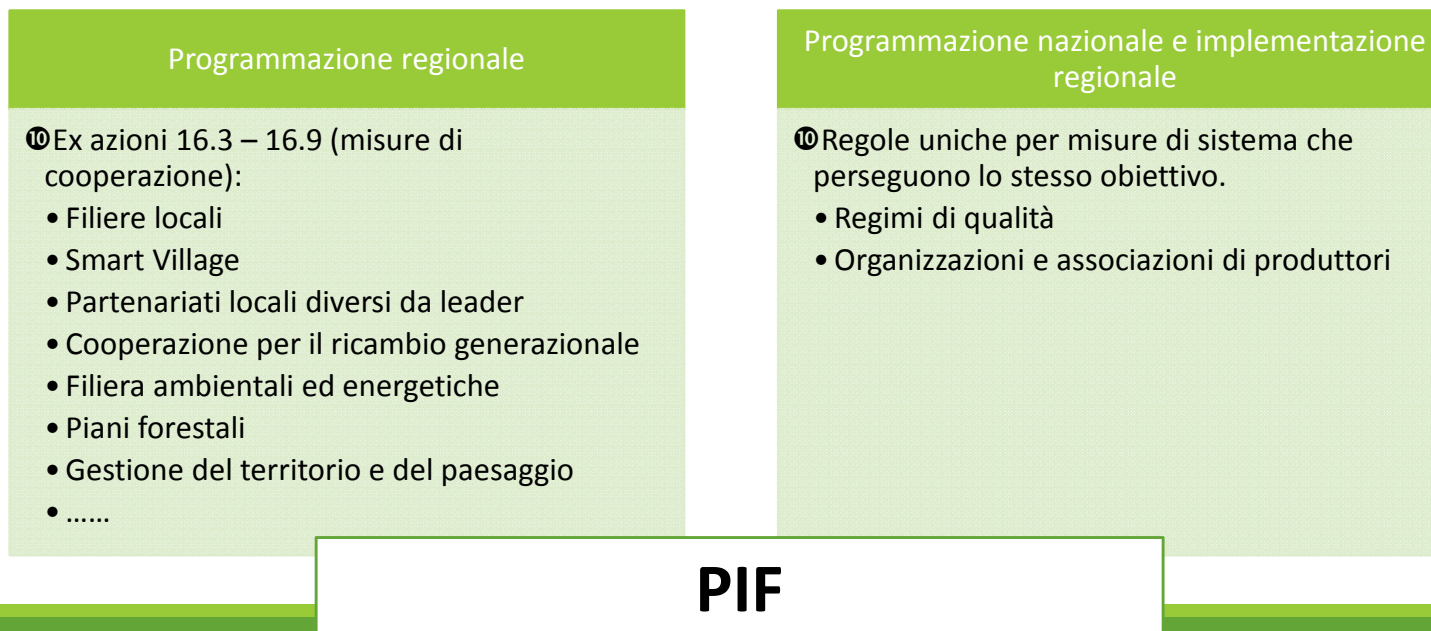 Programmazione regionale
❿Ex azioni 16.3 – 16.9 (misure di
cooperazione):
• Filiere locali
• Smart Village
• Partenariati locali diversi da leader
• Cooperazione per il ricambio generazionale
• Filiera ambientali ed energetiche
• Piani forestali
• Gestione del territorio e del paesaggio
• ……
Programmazione nazionale e implementazione
regionale
❿Regole uniche per misure di sistema che
perseguono lo stesso obiettivo.
• Regimi di qualità
• Organizzazioni e associazioni di produttori
PIF